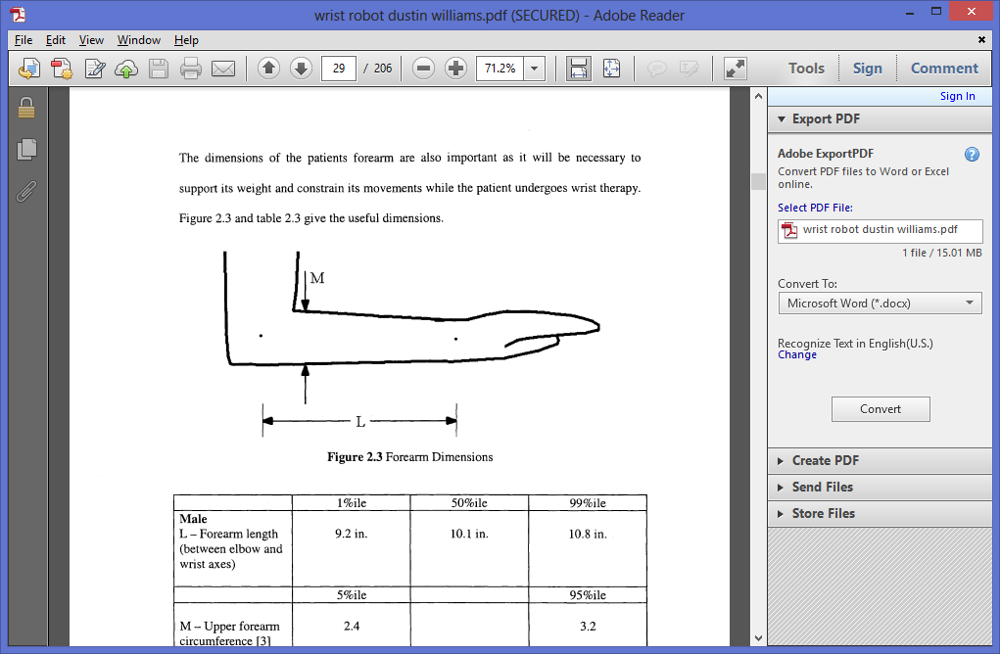 wrist robot dustin williams.pdf (SECURED) - Adobe Reader
File Edit View Window Help
29 / 206 71.2% Tools Sign Comment
Sign In
Export PDF
Adobe ExportPDF
Convert PDF files to Word or Excel
online.
Select PDF File:
wrist robot dustin williams.pdf
1 file / 15.01 MB
Convert To:
Microsoft Word (*.docx)
Recognize Text in English(U.S.)
Change
Convert
Create PDF
Send Files
Store Files
The dimensions of the patients forearm are also important as it will be necessary to
support its weight and constrain its movements while the patient undergoes wrist therapy.
Figure 2.3 and table 2.3 give the useful dimensions.
M
L
Figure 2.3 Forearm Dimensions
1%ile 50%ile 99%ile
Male
L – Forearm length 9.2 in. 10.1 in. 10.8 in.
(between elbow and
wrist axes)
5%ile 95%ile
M – Upper forearm 2.4 3.2
circumference [3]